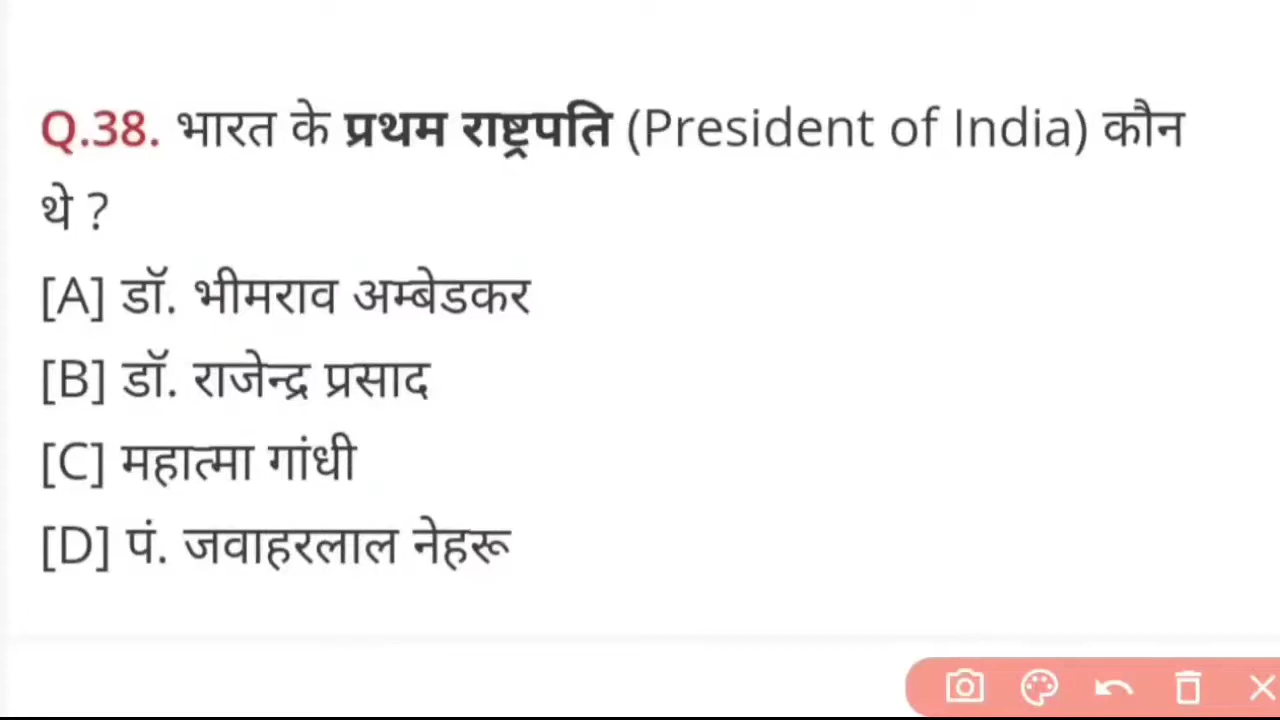 Q.38. भारत के प्रथम राष्ट्रपति (President of India) कौन
थे ?
[A] डॉ. भीमराव अम्बेडकर
[B] डॉ. राजेन्द्र प्रसाद
[C] महात्मा गांधी
[D] पं. जवाहरलाल नेहरू